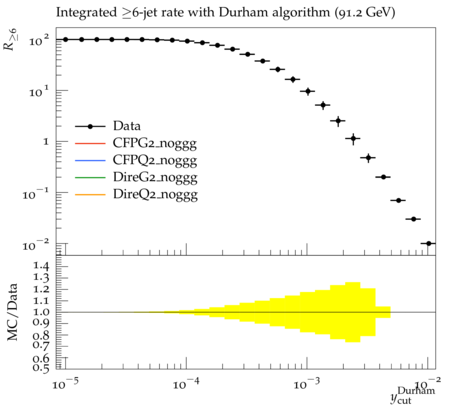 Integrated ≥6-jet rate with Durham algorithm (91.2 GeV)
R≥6
10²
10¹
1
10⁻¹
10⁻²
Data
CFPG2_noggg
CFPQ2_noggg
DireG2_noggg
DireQ2_noggg
MC/Data
1.4
1.3
1.2
1.1
1.0
0.9
0.8
0.7
0.6
0.5
10⁻⁵ 10⁻⁴ 10⁻³ 10⁻²
y_cut^Durham